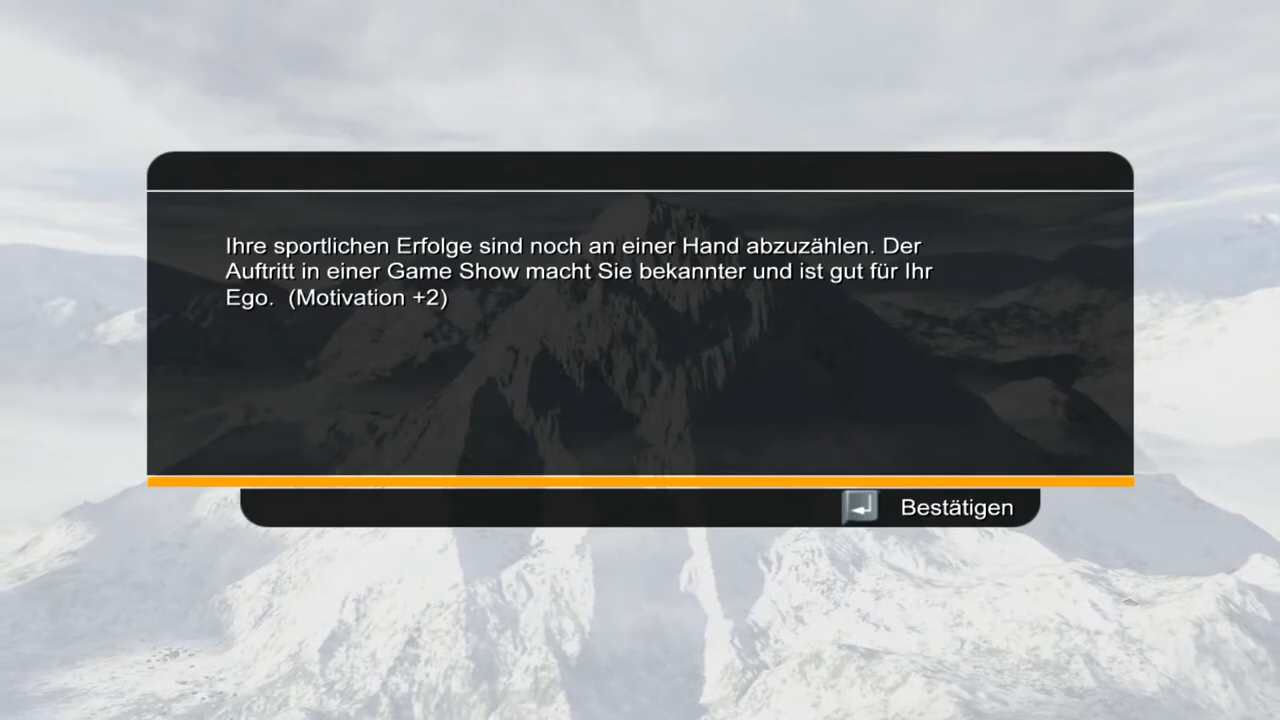 Ihre sportlichen Erfolge sind noch an einer Hand abzuzählen. Der
Auftritt in einer Game Show macht Sie bekannter und ist gut für Ihr
Ego.  (Motivation +2)
Bestätigen